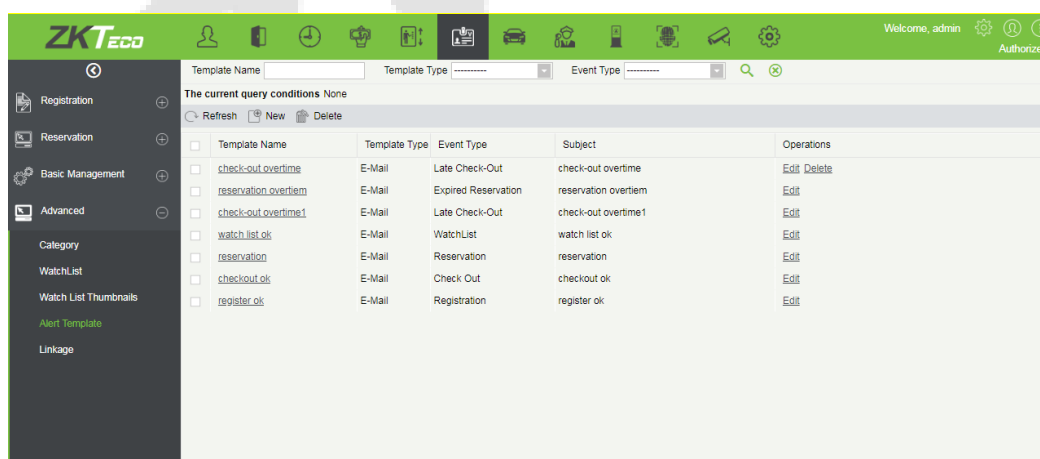 ZKTECO
Welcome, admin
Authorize
Template Name Template Type ---------- Event Type ----------
The current query conditions None
Refresh New Delete
Registration
Reservation
Basic Management
Advanced
Category
WatchList
Watch List Thumbnails
Alert Template
Linkage
Template Name Template Type Event Type Subject Operations
check-out overtime E-Mail Late Check-Out check-out overtime Edit Delete
reservation overtiem E-Mail Expired Reservation reservation overtiem Edit
check-out overtime1 E-Mail Late Check-Out check-out overtime1 Edit
watch list ok E-Mail WatchList watch list ok Edit
reservation E-Mail Reservation reservation Edit
checkout ok E-Mail Check Out checkout ok Edit
register ok E-Mail Registration register ok Edit